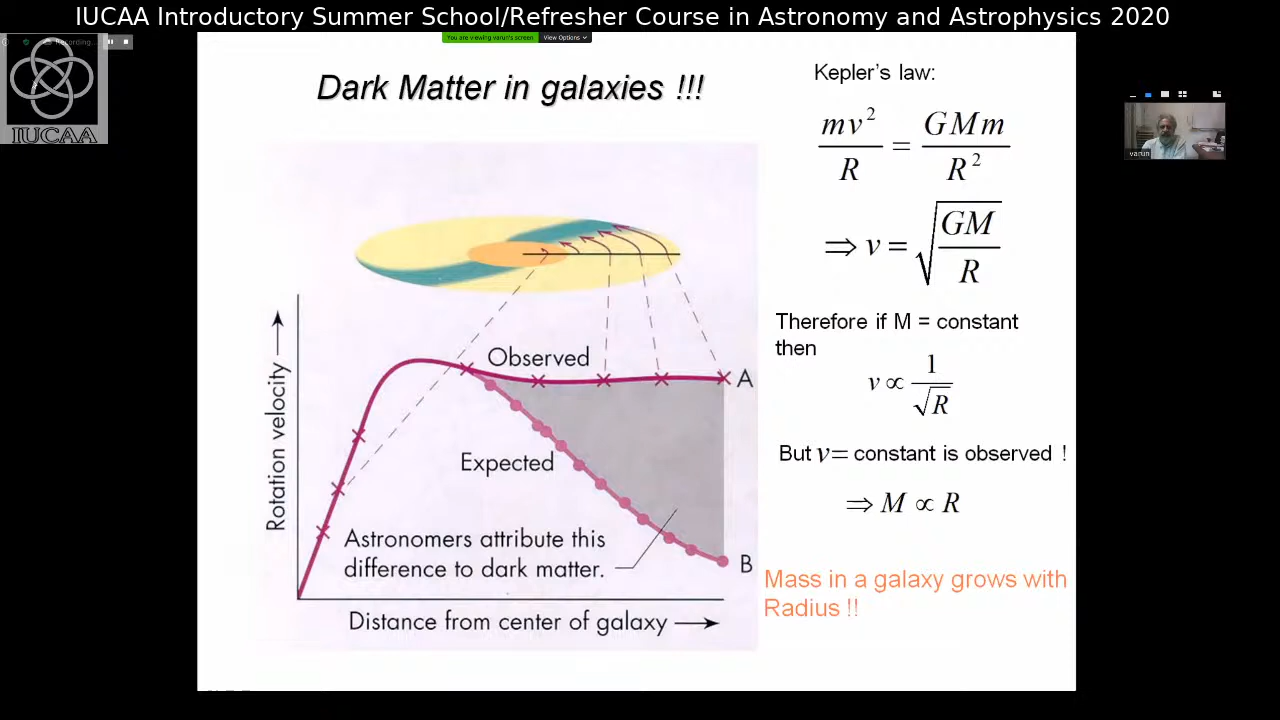 IUCAA Introductory Summer School/Refresher Course in Astronomy and Astrophysics 2020
Recording...
You are viewing varun's screen
View Options
IUCAA
varun
Dark Matter in galaxies !!!
Observed
A
Expected
Rotation velocity
Astronomers attribute this
difference to dark matter.
B
Distance from center of galaxy
Kepler's law:
mv²/R = GMm/R²
⇒ v = √(GM/R)
Therefore if M = constant
then
v ∝ 1/√R
But v = constant is observed !
⇒ M ∝ R
Mass in a galaxy grows with
Radius !!